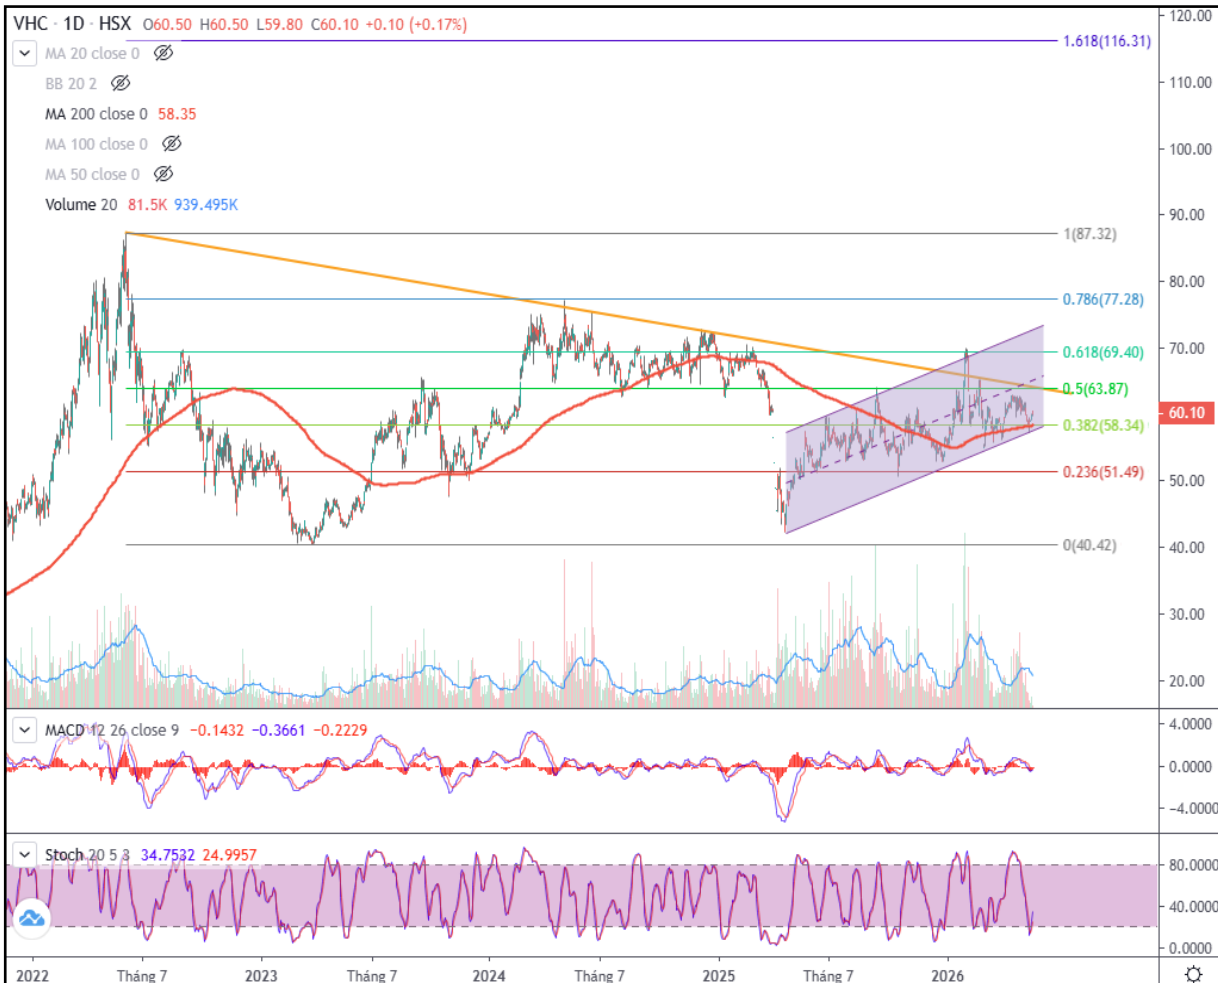 VHC · 1D · HSX O60.50 H60.50 L59.80 C60.10 +0.10 (+0.17%)
MA 20 close 0
BB 20 2
MA 200 close 0 58.35
MA 100 close 0
MA 50 close 0
Volume 20 81.5K 939.495K
120.00
1.618(116.31)
110.00
100.00
90.00
1(87.32)
80.00
0.786(77.28)
70.00
0.618(69.40)
0.5(63.87)
60.10
0.382(58.34)
50.00
0.236(51.49)
40.00
0(40.42)
30.00
20.00
MACD 12 26 close 9 −0.1432 −0.3661 −0.2229
4.0000
0.0000
−4.0000
Stoch 20 5 3 34.7532 24.9957
80.0000
40.0000
0.0000
2022 Tháng 7 2023 Tháng 7 2024 Tháng 7 2025 Tháng 7 2026